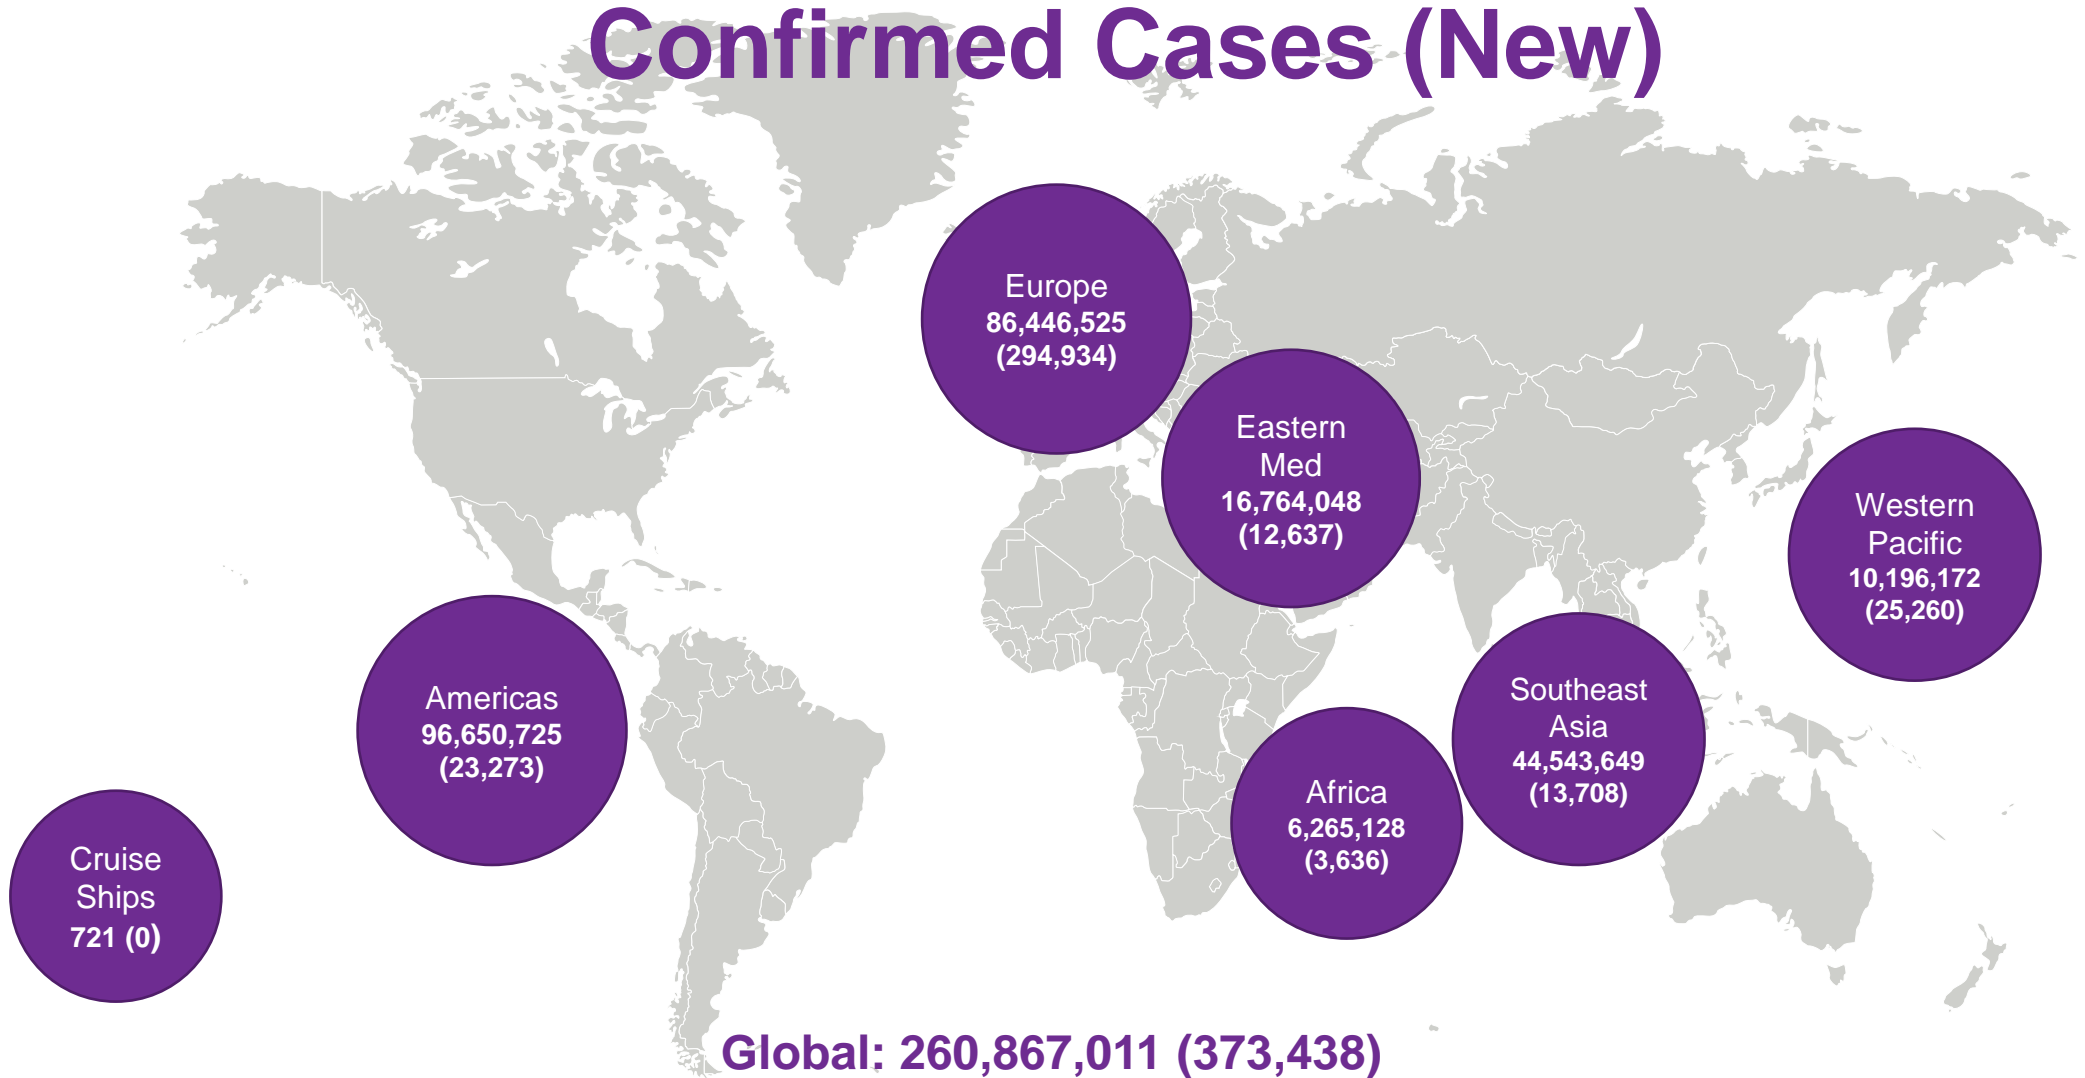 Confirmed Cases (New)
Europe
86,446,525
(294,934)
Eastern
Med
16,764,048
(12,637)
Western
Pacific
10,196,172
(25,260)
Americas
96,650,725
(23,273)
Southeast
Asia
44,543,649
(13,708)
Africa
6,265,128
(3,636)
Cruise
Ships
721 (0)
Global: 260,867,011 (373,438)